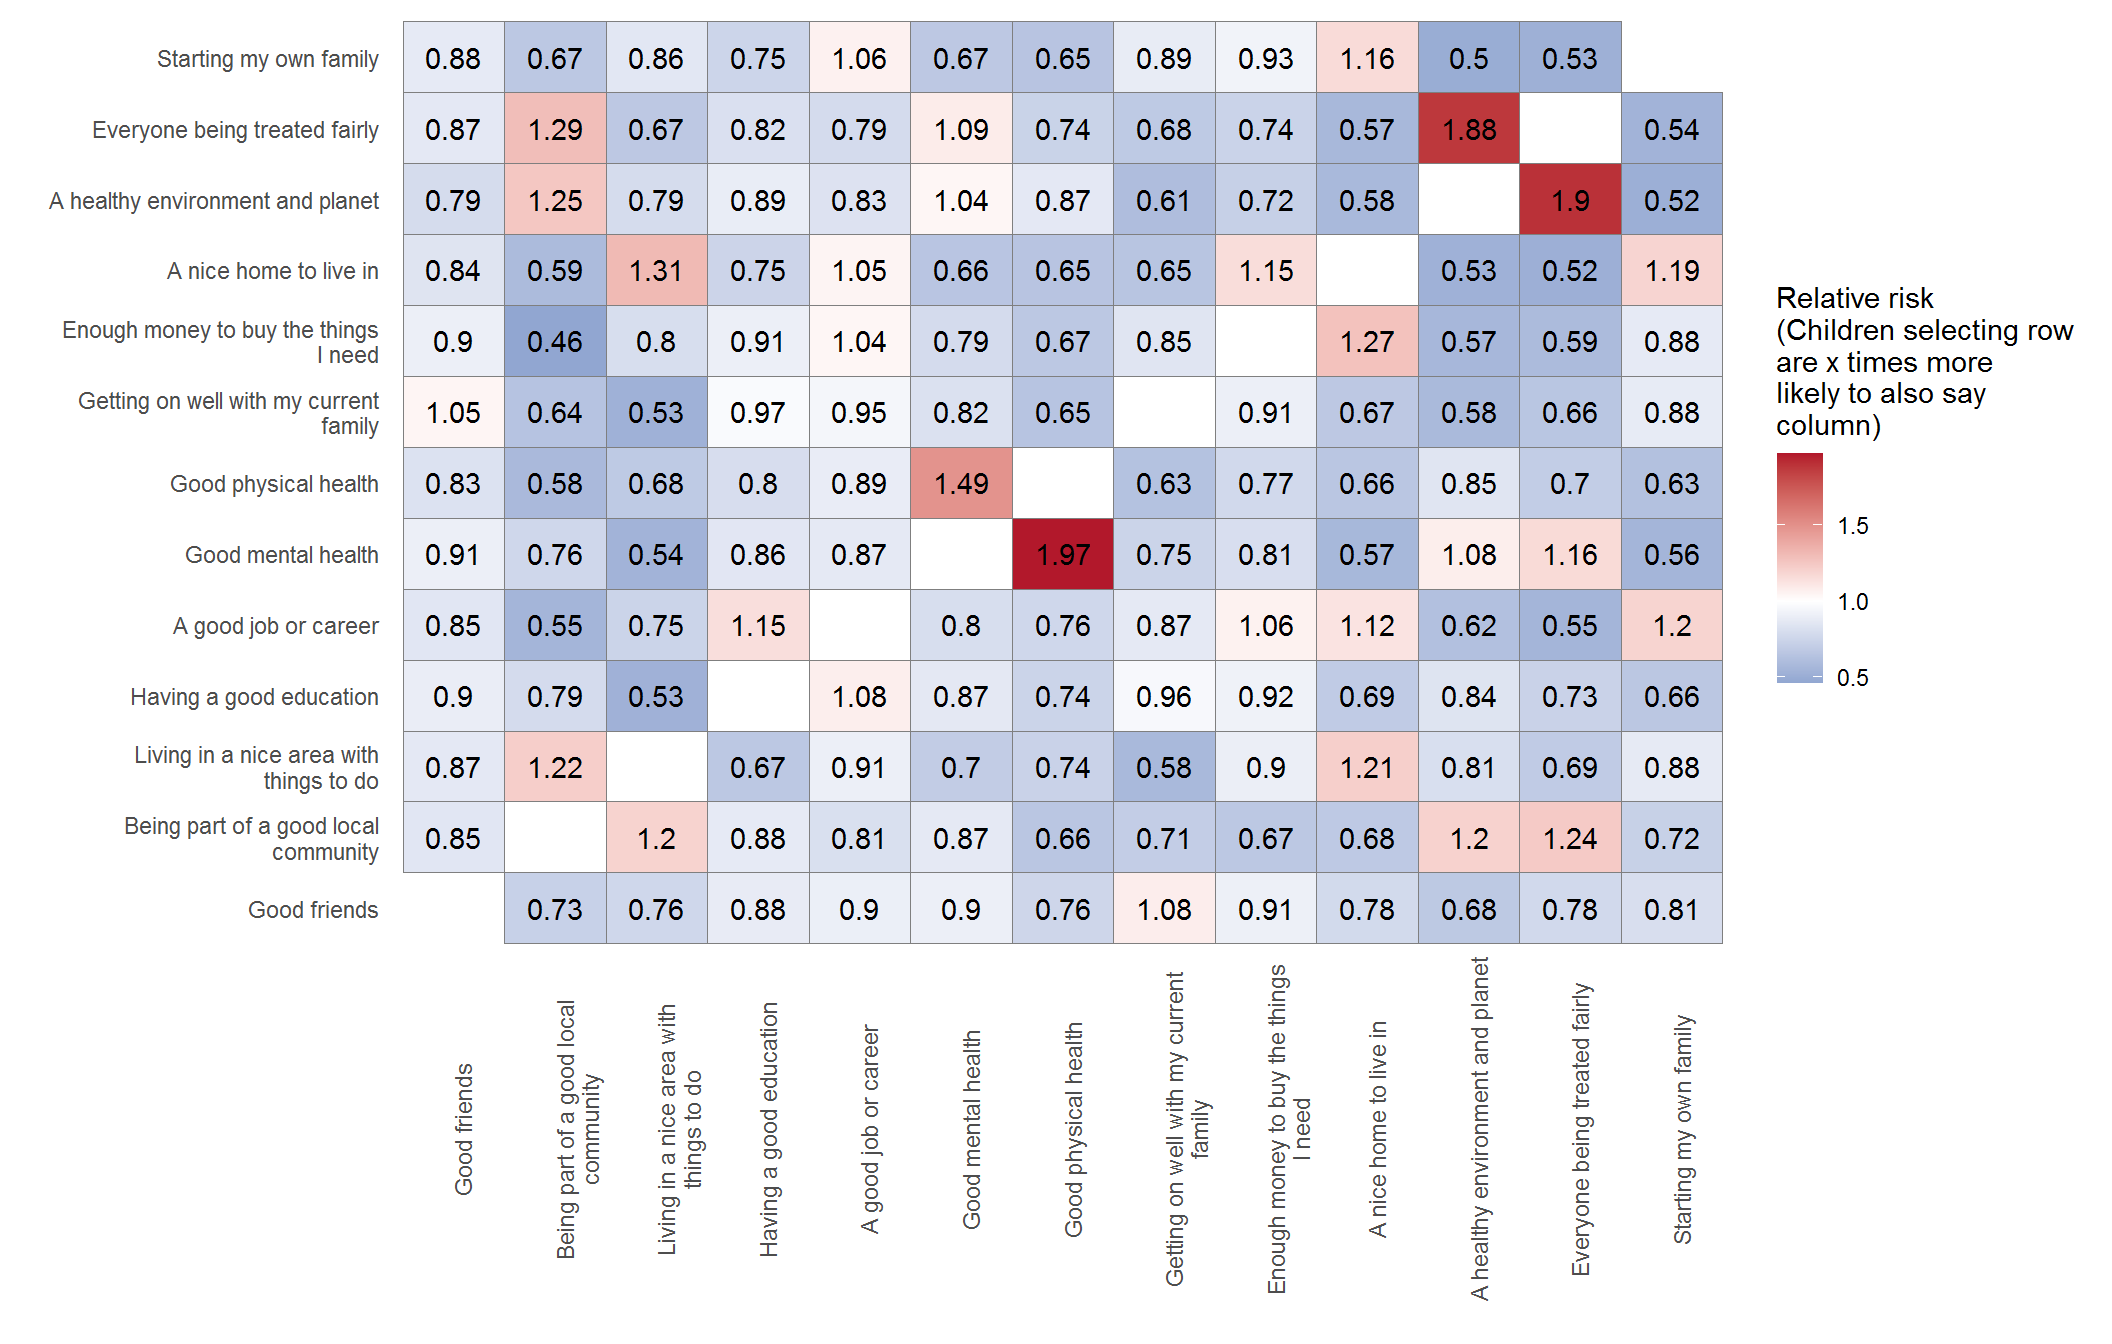 Starting my own family 0.88 0.67 0.86 0.75 1.06 0.67 0.65 0.89 0.93 1.16 0.5 0.53
Everyone being treated fairly 0.87 1.29 0.67 0.82 0.79 1.09 0.74 0.68 0.74 0.57 1.88 0.54
A healthy environment and planet 0.79 1.25 0.79 0.89 0.83 1.04 0.87 0.61 0.72 0.58 1.9 0.52
A nice home to live in 0.84 0.59 1.31 0.75 1.05 0.66 0.65 0.65 1.15 0.53 0.52 1.19
Enough money to buy the things
I need 0.9 0.46 0.8 0.91 1.04 0.79 0.67 0.85 1.27 0.57 0.59 0.88
Getting on well with my current
family 1.05 0.64 0.53 0.97 0.95 0.82 0.65 0.91 0.67 0.58 0.66 0.88
Good physical health 0.83 0.58 0.68 0.8 0.89 1.49 0.63 0.77 0.66 0.85 0.7 0.63
Good mental health 0.91 0.76 0.54 0.86 0.87 1.97 0.75 0.81 0.57 1.08 1.16 0.56
A good job or career 0.85 0.55 0.75 1.15 0.8 0.76 0.87 1.06 1.12 0.62 0.55 1.2
Having a good education 0.9 0.79 0.53 1.08 0.87 0.74 0.96 0.92 0.69 0.84 0.73 0.66
Living in a nice area with
things to do 0.87 1.22 0.67 0.91 0.7 0.74 0.58 0.9 1.21 0.81 0.69 0.88
Being part of a good local
community 0.85 1.2 0.88 0.81 0.87 0.66 0.71 0.67 0.68 1.2 1.24 0.72
Good friends 0.73 0.76 0.88 0.9 0.9 0.76 1.08 0.91 0.78 0.68 0.78 0.81
Good friends
Being part of a good local
community
Living in a nice area with
things to do
Having a good education
A good job or career
Good mental health
Good physical health
Getting on well with my current
family
Enough money to buy the things
I need
A nice home to live in
A healthy environment and planet
Everyone being treated fairly
Starting my own family
Relative risk
(Children selecting row
are x times more
likely to also say
column)
1.5
1.0
0.5